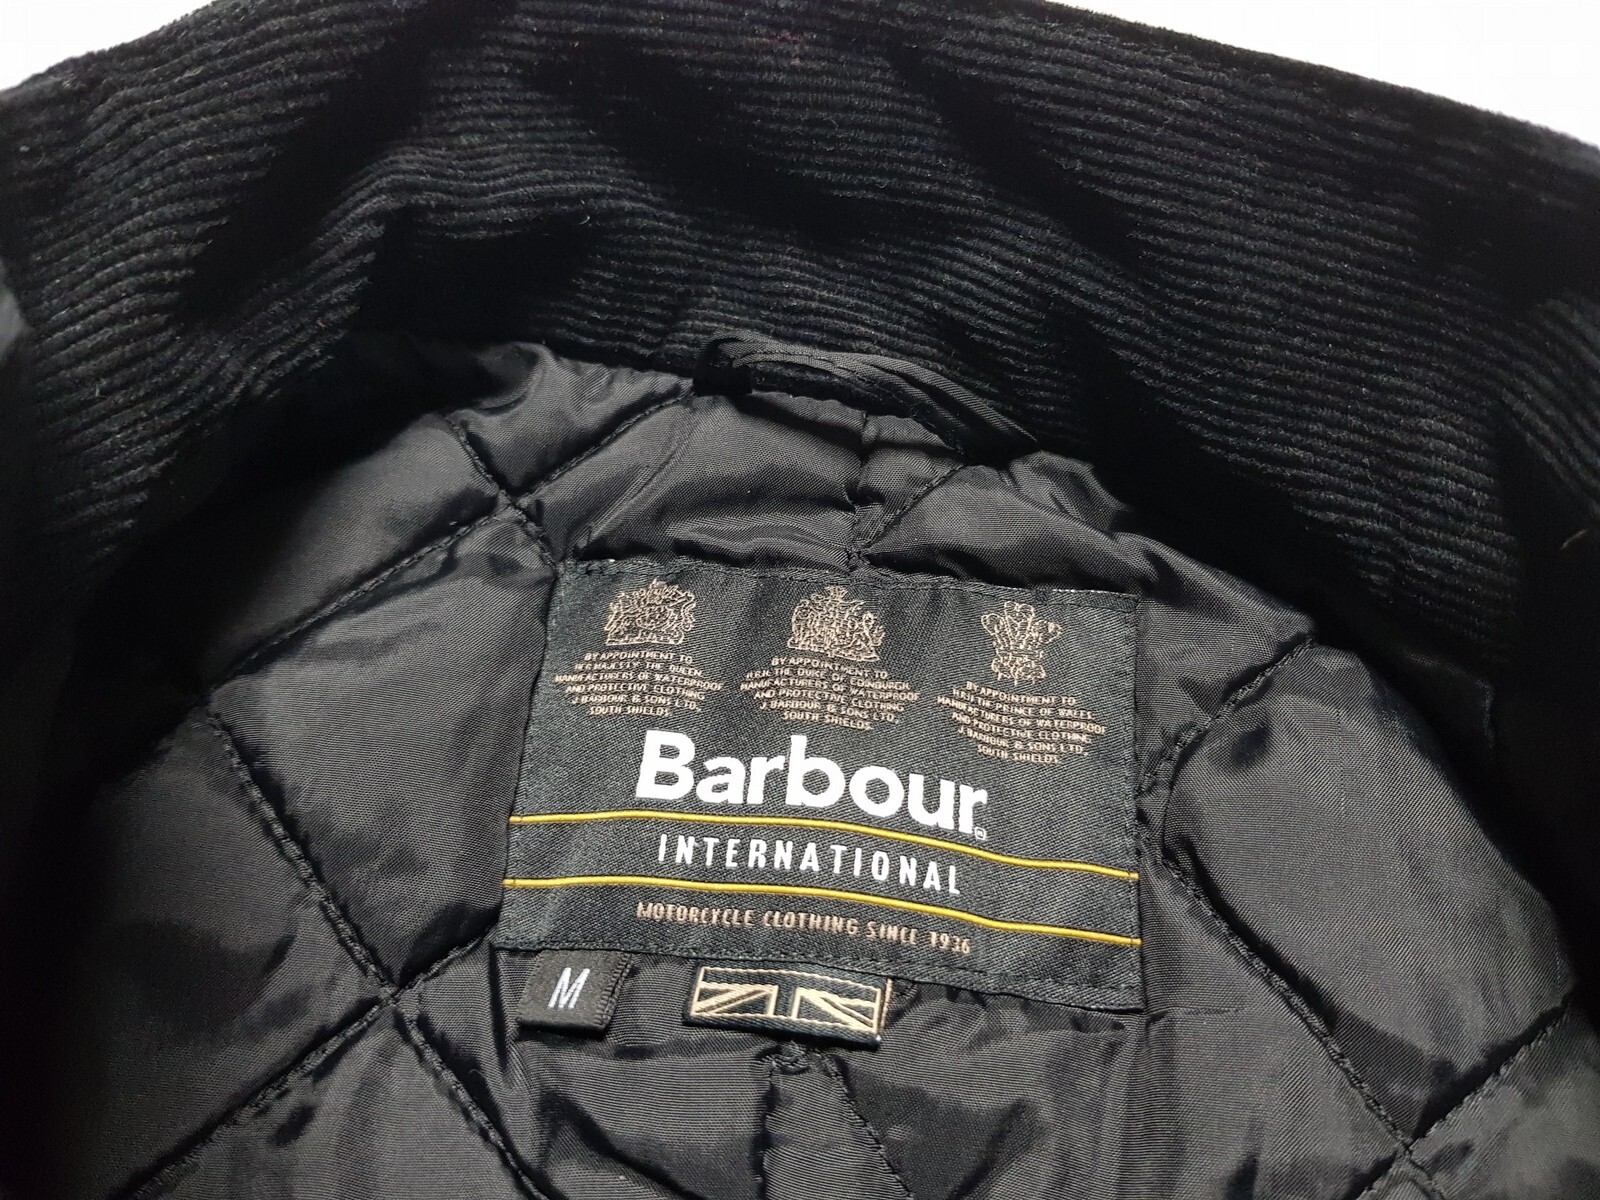 BY APPOINTMENT TO
HER MAJESTY THE QUEEN
MANUFACTURERS OF WATERPROOF
AND PROTECTIVE CLOTHING
J. BARBOUR & SONS LTD.
SOUTH SHIELDS
BY APPOINTMENT TO
H.R.H. THE DUKE OF EDINBURGH
MANUFACTURERS OF WATERPROOF
AND PROTECTIVE CLOTHING
J. BARBOUR & SONS LTD.
SOUTH SHIELDS
BY APPOINTMENT TO
H.R.H. THE PRINCE OF WALES
MANUFACTURERS OF WATERPROOF
AND PROTECTIVE CLOTHING
J. BARBOUR & SONS LTD.
SOUTH SHIELDS
Barbour
INTERNATIONAL
MOTORCYCLE CLOTHING SINCE 1936
M